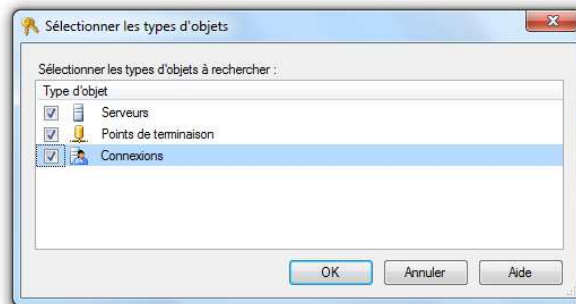 Sélectionner les types d'objets
Sélectionner les types d'objets à rechercher :
Type d'objet
Serveurs
Points de terminaison
Connexions
OK Annuler Aide